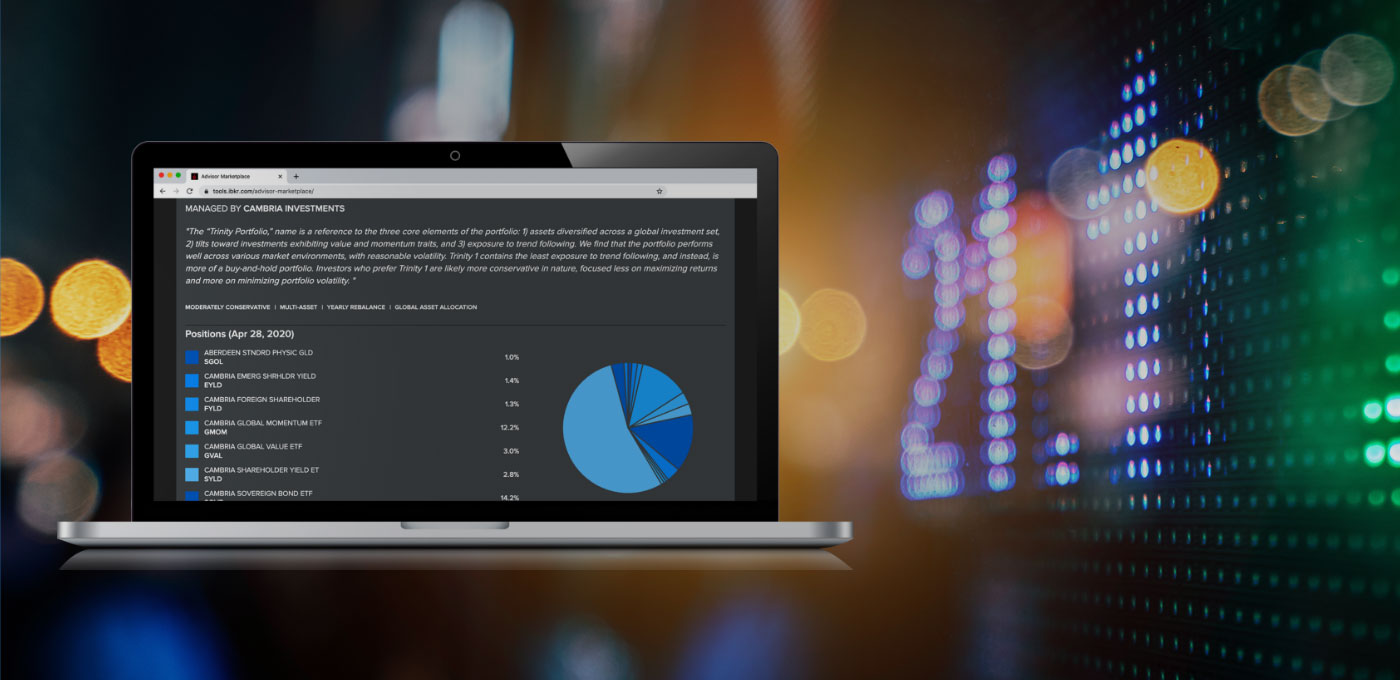 Advisor Marketplace
tools.ibkr.com/advisor-marketplace/
MANAGED BY CAMBRIA INVESTMENTS
"The "Trinity Portfolio," name is a reference to the three core elements of the portfolio: 1) assets diversified across a global investment set,
2) tilts toward investments exhibiting value and momentum traits, and 3) exposure to trend following. We find that the portfolio performs
well across various market environments, with reasonable volatility. Trinity 1 contains the least exposure to trend following, and instead, is
more of a buy-and-hold portfolio. Investors who prefer Trinity 1 are likely more conservative in nature, focused less on maximizing returns
and more on minimizing portfolio volatility. "
MODERATELY CONSERVATIVE | MULTI-ASSET | YEARLY REBALANCE | GLOBAL ASSET ALLOCATION
Positions (Apr 28, 2020)
ABERDEEN STNDRD PHYSIC GLD 1.0%
SGOL
CAMBRIA EMERG SHRHLDR YIELD 1.4%
EYLD
CAMBRIA FOREIGN SHAREHOLDER 1.3%
FYLD
CAMBRIA GLOBAL MOMENTUM ETF 12.2%
GMOM
CAMBRIA GLOBAL VALUE ETF 3.0%
GVAL
CAMBRIA SHAREHOLDER YIELD ET 2.8%
SYLD
CAMBRIA SOVEREIGN BOND ETF 14.2%